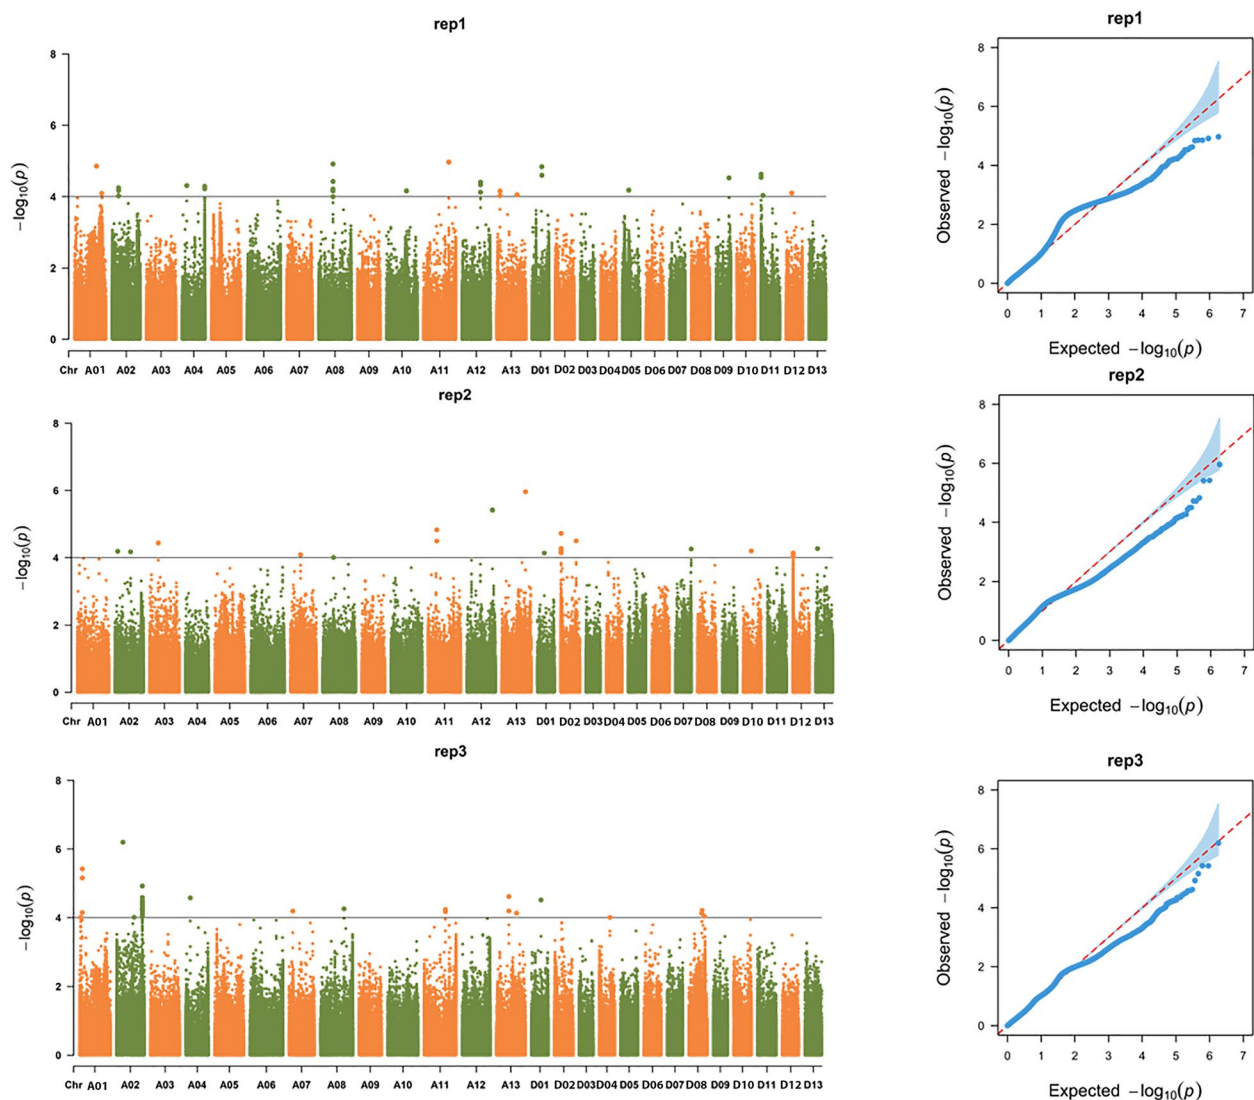 rep1
8
6
4
2
0
−log₁₀(p)
Chr A01 A02 A03 A04 A05 A06 A07 A08 A09 A10 A11 A12 A13 D01 D02 D03 D04 D05 D06 D07 D08 D09 D10 D11 D12 D13
rep1
8
6
4
2
0
Observed −log₁₀(p)
0 1 2 3 4 5 6 7
Expected −log₁₀(p)
rep2
8
6
4
2
0
−log₁₀(p)
Chr A01 A02 A03 A04 A05 A06 A07 A08 A09 A10 A11 A12 A13 D01 D02 D03 D04 D05 D06 D07 D08 D09 D10 D11 D12 D13
rep2
8
6
4
2
0
Observed −log₁₀(p)
0 1 2 3 4 5 6 7
Expected −log₁₀(p)
rep3
8
6
4
2
0
−log₁₀(p)
Chr A01 A02 A03 A04 A05 A06 A07 A08 A09 A10 A11 A12 A13 D01 D02 D03 D04 D05 D06 D07 D08 D09 D10 D11 D12 D13
rep3
8
6
4
2
0
Observed −log₁₀(p)
0 1 2 3 4 5 6 7
Expected −log₁₀(p)